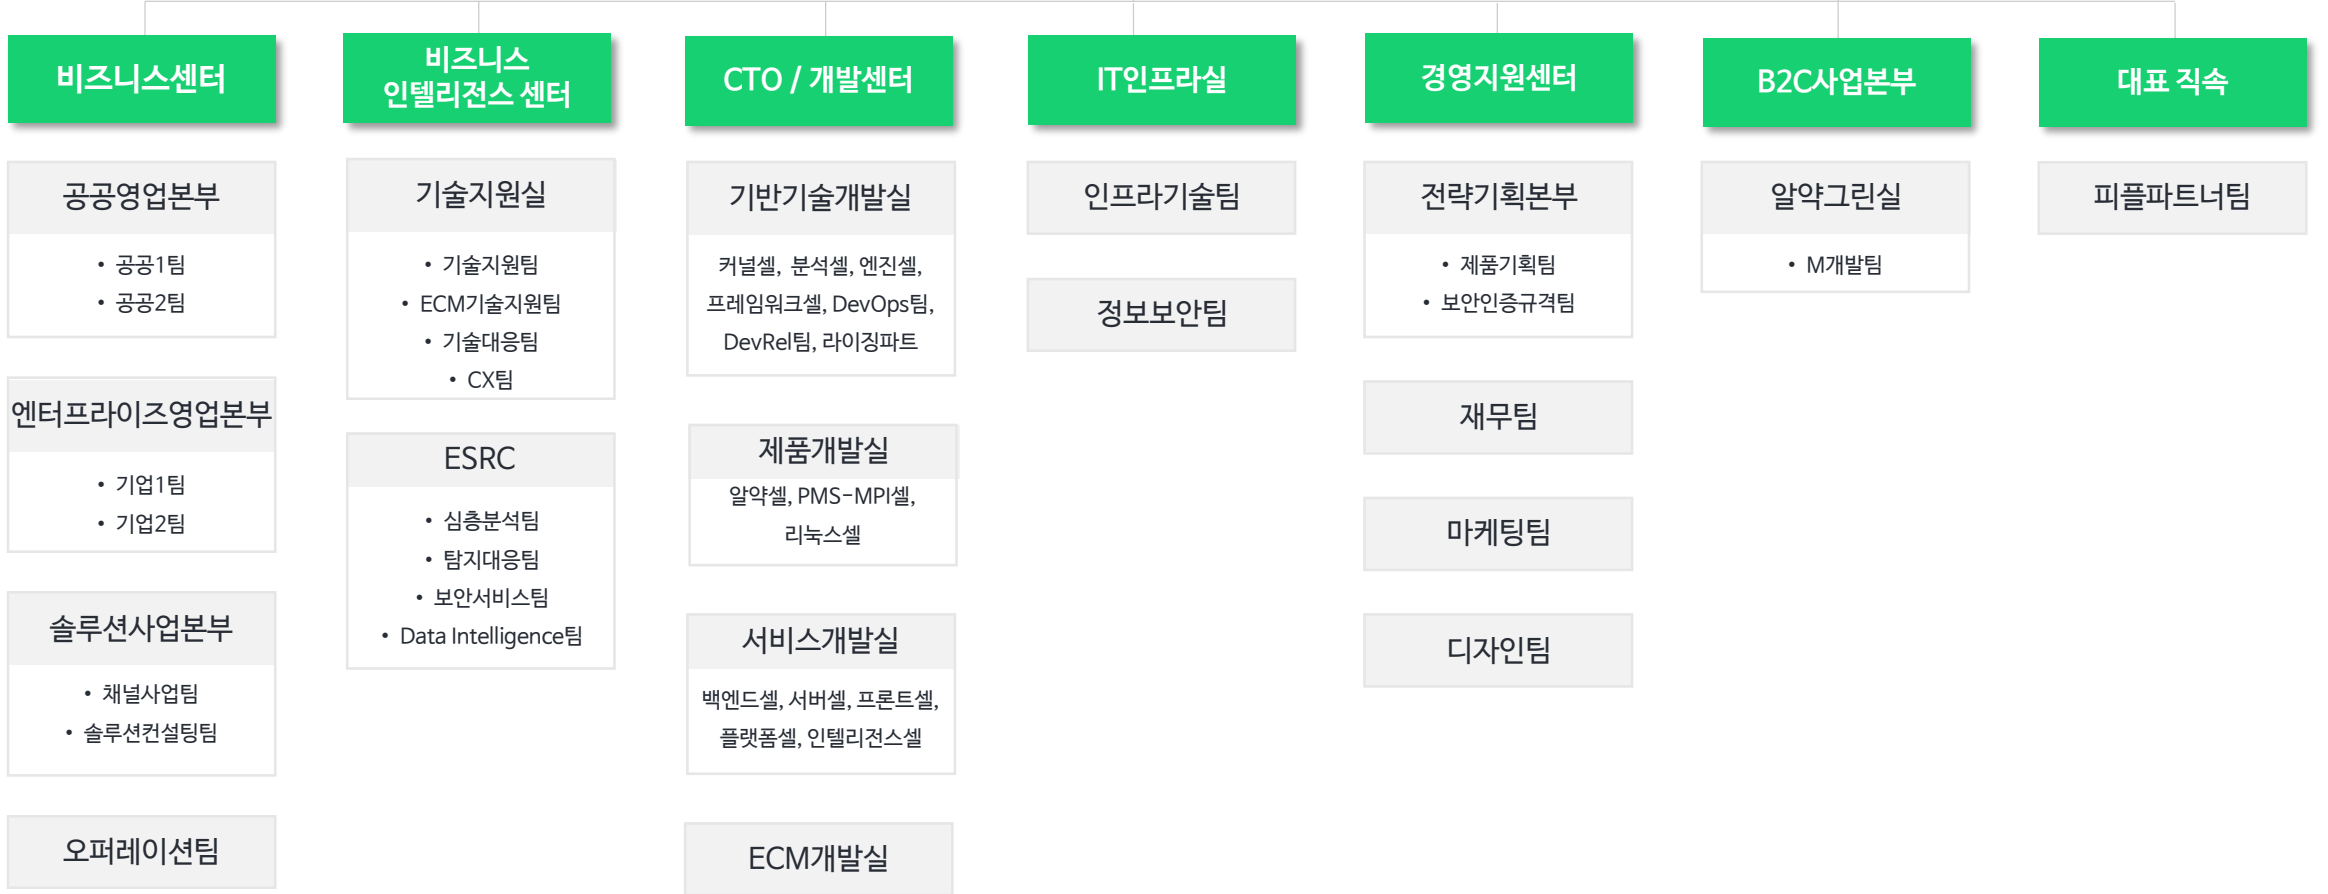 비즈니스센터
공공영업본부
• 공공1팀
• 공공2팀
엔터프라이즈영업본부
• 기업1팀
• 기업2팀
솔루션사업본부
• 채널사업팀
• 솔루션컨설팅팀
오퍼레이션팀
비즈니스
인텔리전스 센터
기술지원실
• 기술지원팀
• ECM기술지원팀
• 기술대응팀
• CX팀
ESRC
• 심층분석팀
• 탐지대응팀
• 보안서비스팀
• Data Intelligence팀
CTO / 개발센터
기반기술개발실
커널셀, 분석셀, 엔진셀,
프레임워크셀, DevOps팀,
DevRel팀, 라이징파트
제품개발실
알약셀, PMS-MPI셀,
리눅스셀
서비스개발실
백엔드셀, 서버셀, 프론트셀,
플랫폼셀, 인텔리전스셀
ECM개발실
IT인프라실
인프라기술팀
정보보안팀
경영지원센터
전략기획본부
• 제품기획팀
• 보안인증규격팀
재무팀
마케팅팀
디자인팀
B2C사업본부
알약그린실
• M개발팀
대표 직속
피플파트너팀